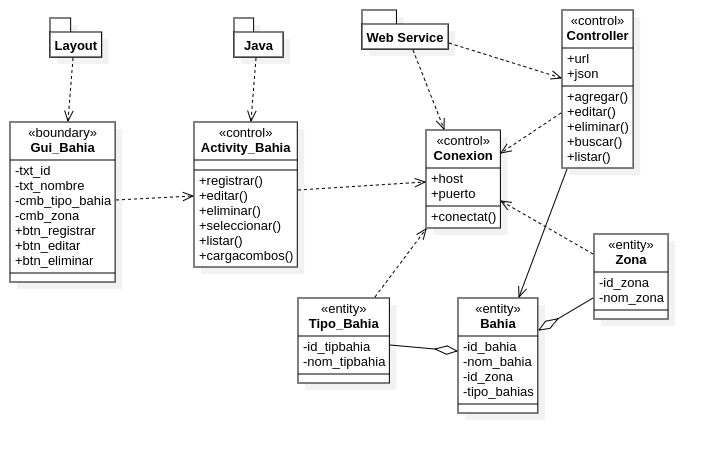 Layout
Java
Web Service
«control»
Controller
+url
+json
+agregar()
+editar()
+eliminar()
+buscar()
+listar()
«boundary»
Gui_Bahia
-txt_id
-txt_nombre
-cmb_tipo_bahia
-cmb_zona
+btn_registrar
+btn_editar
+btn_eliminar
«control»
Activity_Bahia
+registrar()
+editar()
+eliminar()
+seleccionar()
+listar()
+cargacombos()
«control»
Conexion
+host
+puerto
+conectat()
«entity»
Zona
-id_zona
-nom_zona
«entity»
Tipo_Bahia
-id_tipbahia
-nom_tipbahia
«entity»
Bahia
-id_bahia
-nom_bahia
-id_zona
-tipo_bahias